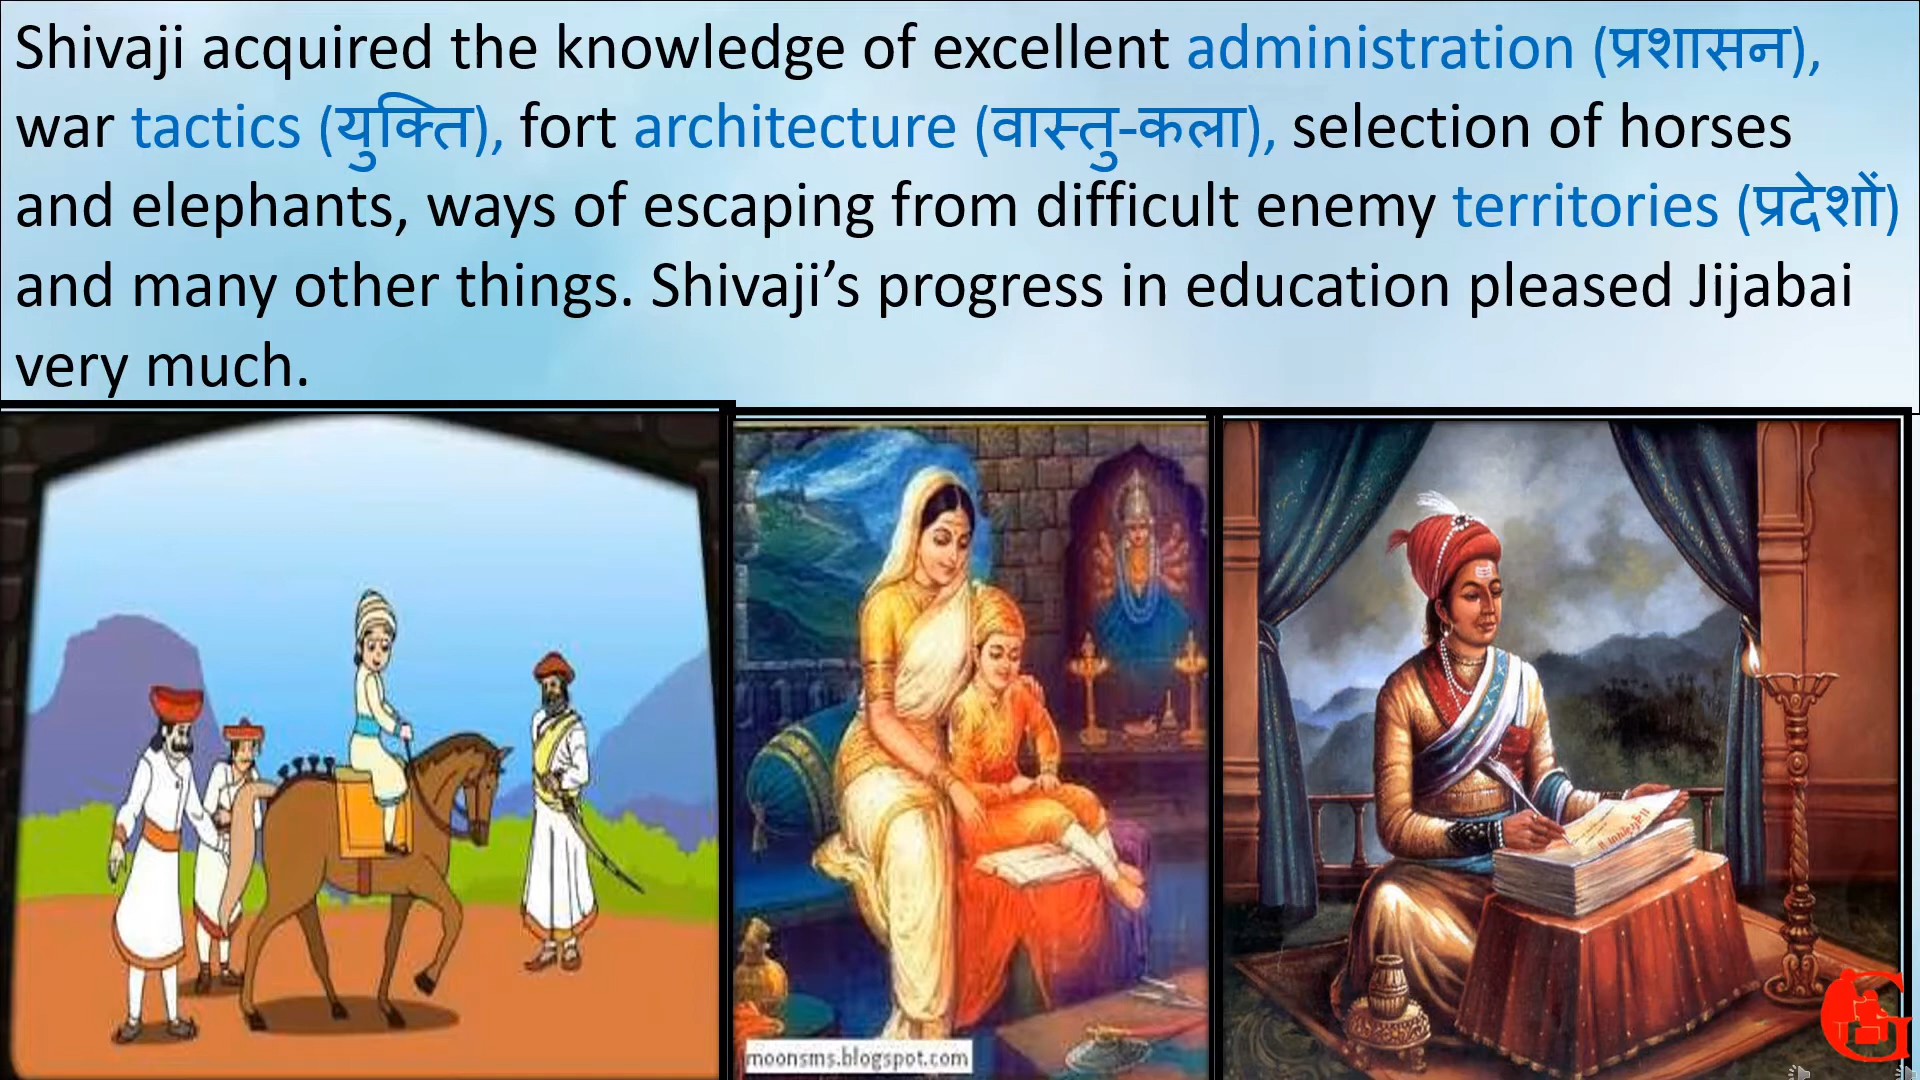 Shivaji acquired the knowledge of excellent administration (प्रशासन),
war tactics (युक्ति), fort architecture (वास्तु-कला), selection of horses
and elephants, ways of escaping from difficult enemy territories (प्रदेशों)
and many other things. Shivaji’s progress in education pleased Jijabai
very much.
moonsms.blogspot.com